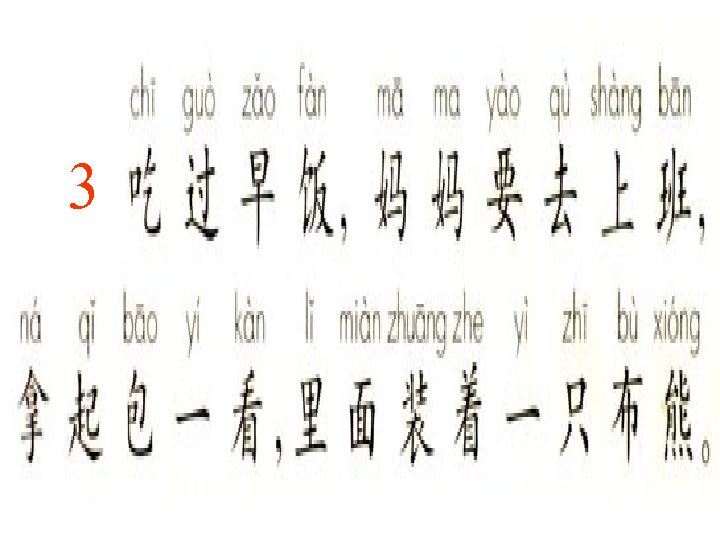 chī guò zǎo fàn mā ma yào qù shàng bān
3 吃过早饭，妈妈要去上班，
ná qǐ bāo yí kàn lǐ miàn zhuāng zhe yì zhī bù xióng
拿起包一看，里面装着一只布熊。